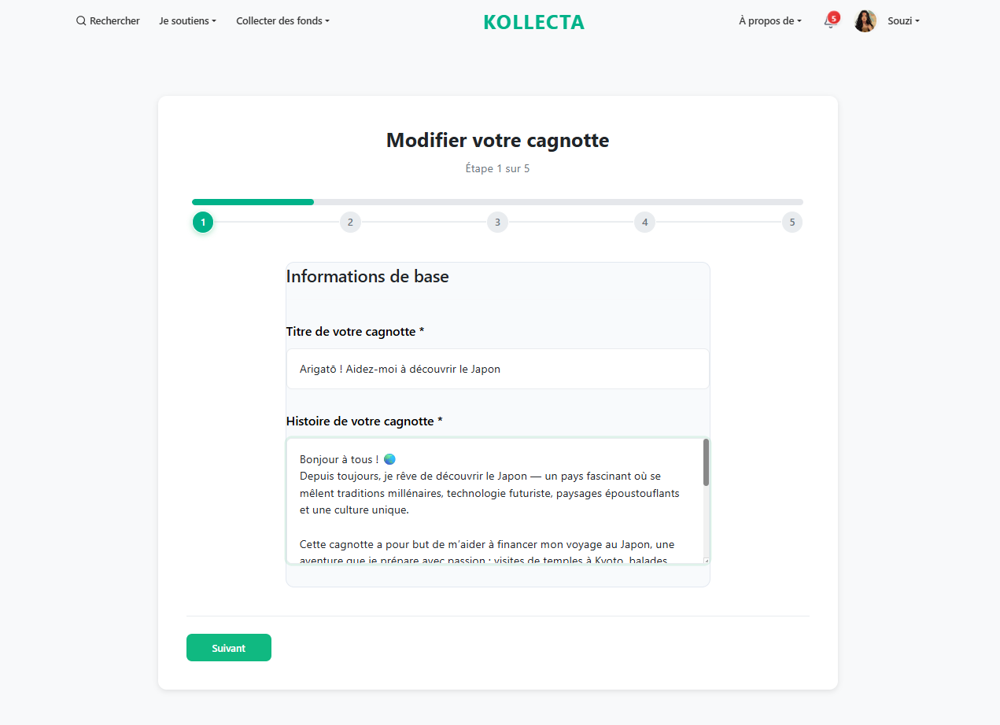 Rechercher
Je soutiens
Collecter des fonds
KOLLECTA
À propos de
5
Souzi
Modifier votre cagnotte
Étape 1 sur 5
1
2
3
4
5
Informations de base
Titre de votre cagnotte *
Arigatō ! Aidez-moi à découvrir le Japon
Histoire de votre cagnotte *
Bonjour à tous ! 🌏
Depuis toujours, je rêve de découvrir le Japon — un pays fascinant où se
mêlent traditions millénaires, technologie futuriste, paysages époustouflants
et une culture unique.
Cette cagnotte a pour but de m’aider à financer mon voyage au Japon, une
aventure que je prépare avec passion : visites de temples à Kyoto, balades
Suivant